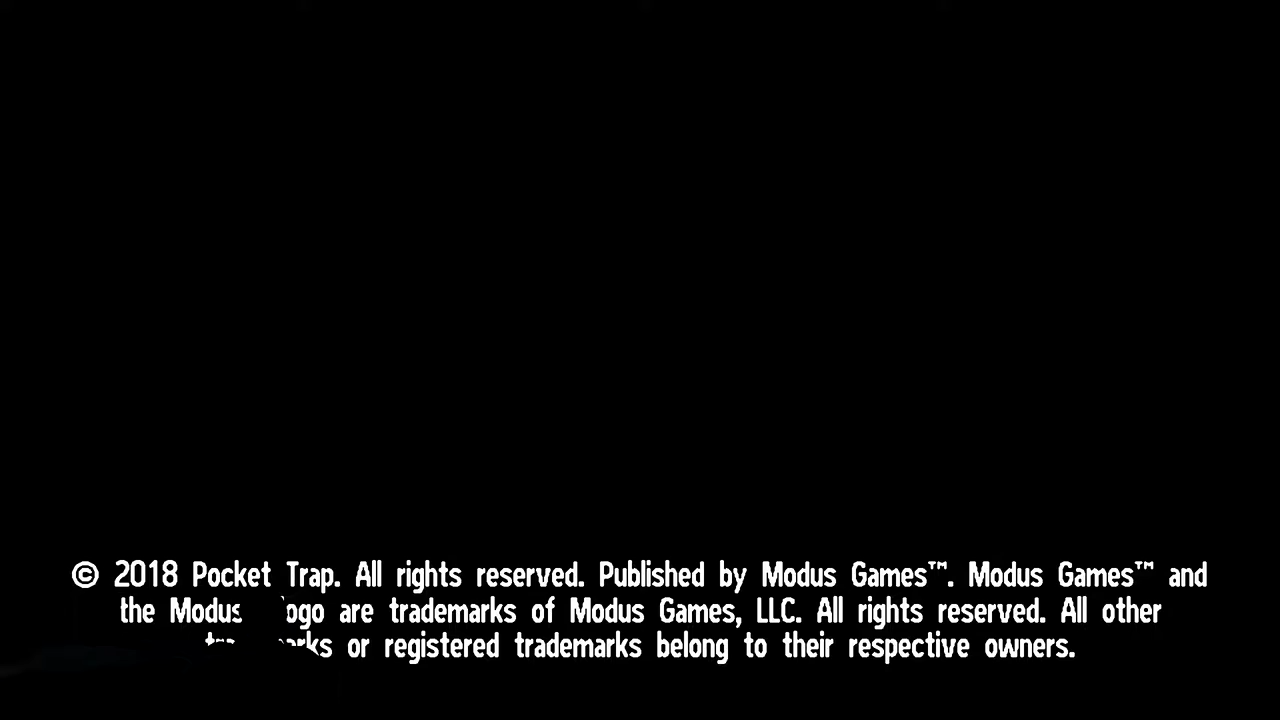 © 2018 Pocket Trap. All rights reserved. Published by Modus Games™. Modus Games™ and
the Modus logo are trademarks of Modus Games, LLC. All rights reserved. All other
or registered trademarks belong to their respective owners.